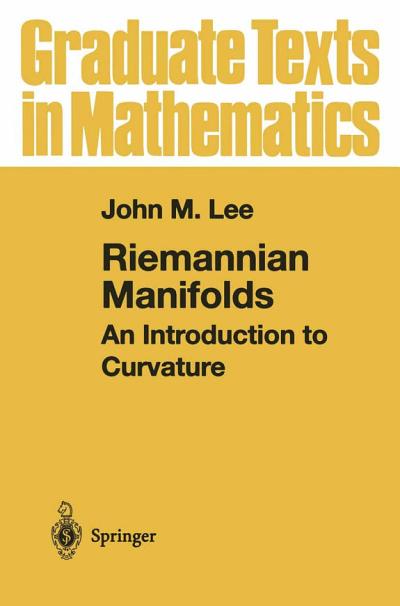 Graduate Texts
in Mathematics
John M. Lee
Riemannian
Manifolds
An Introduction to
Curvature
Springer